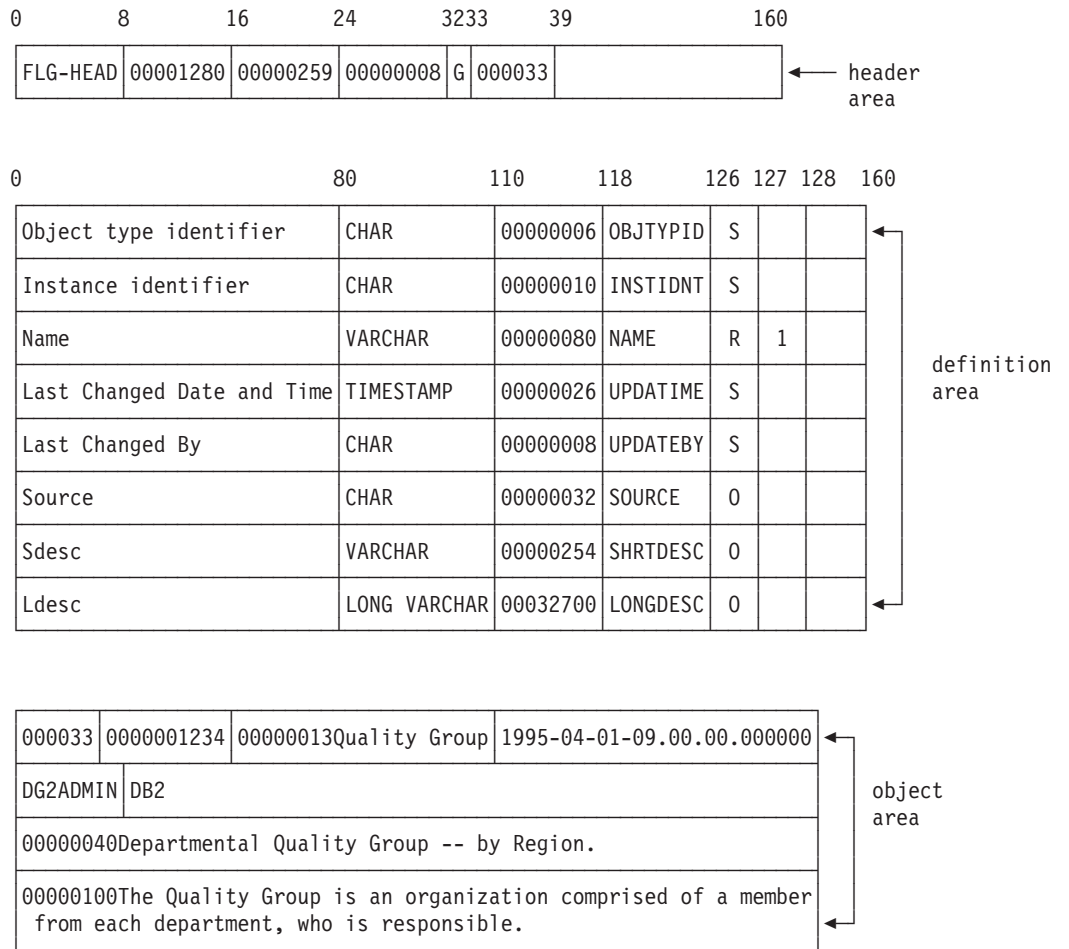 0 8 16 24 3233 39 160
FLG-HEAD 00001280 00000259 00000008 G 000033 header
area
0 80 110 118 126 127 128 160
Object type identifier CHAR 00000006 OBJTYPID S
Instance identifier CHAR 00000010 INSTIDNT S
Name VARCHAR 00000080 NAME R 1
definition
Last Changed Date and Time TIMESTAMP 00000026 UPDATIME S area
Last Changed By CHAR 00000008 UPDATEBY S
Source CHAR 00000032 SOURCE O
Sdesc VARCHAR 00000254 SHRTDESC O
Ldesc LONG VARCHAR 00032700 LONGDESC O
000033 0000001234 00000013Quality Group 1995-04-01-09.00.00.000000
DG2ADMIN DB2 object
area
00000040Departmental Quality Group -- by Region.
00000100The Quality Group is an organization comprised of a member
from each department, who is responsible.